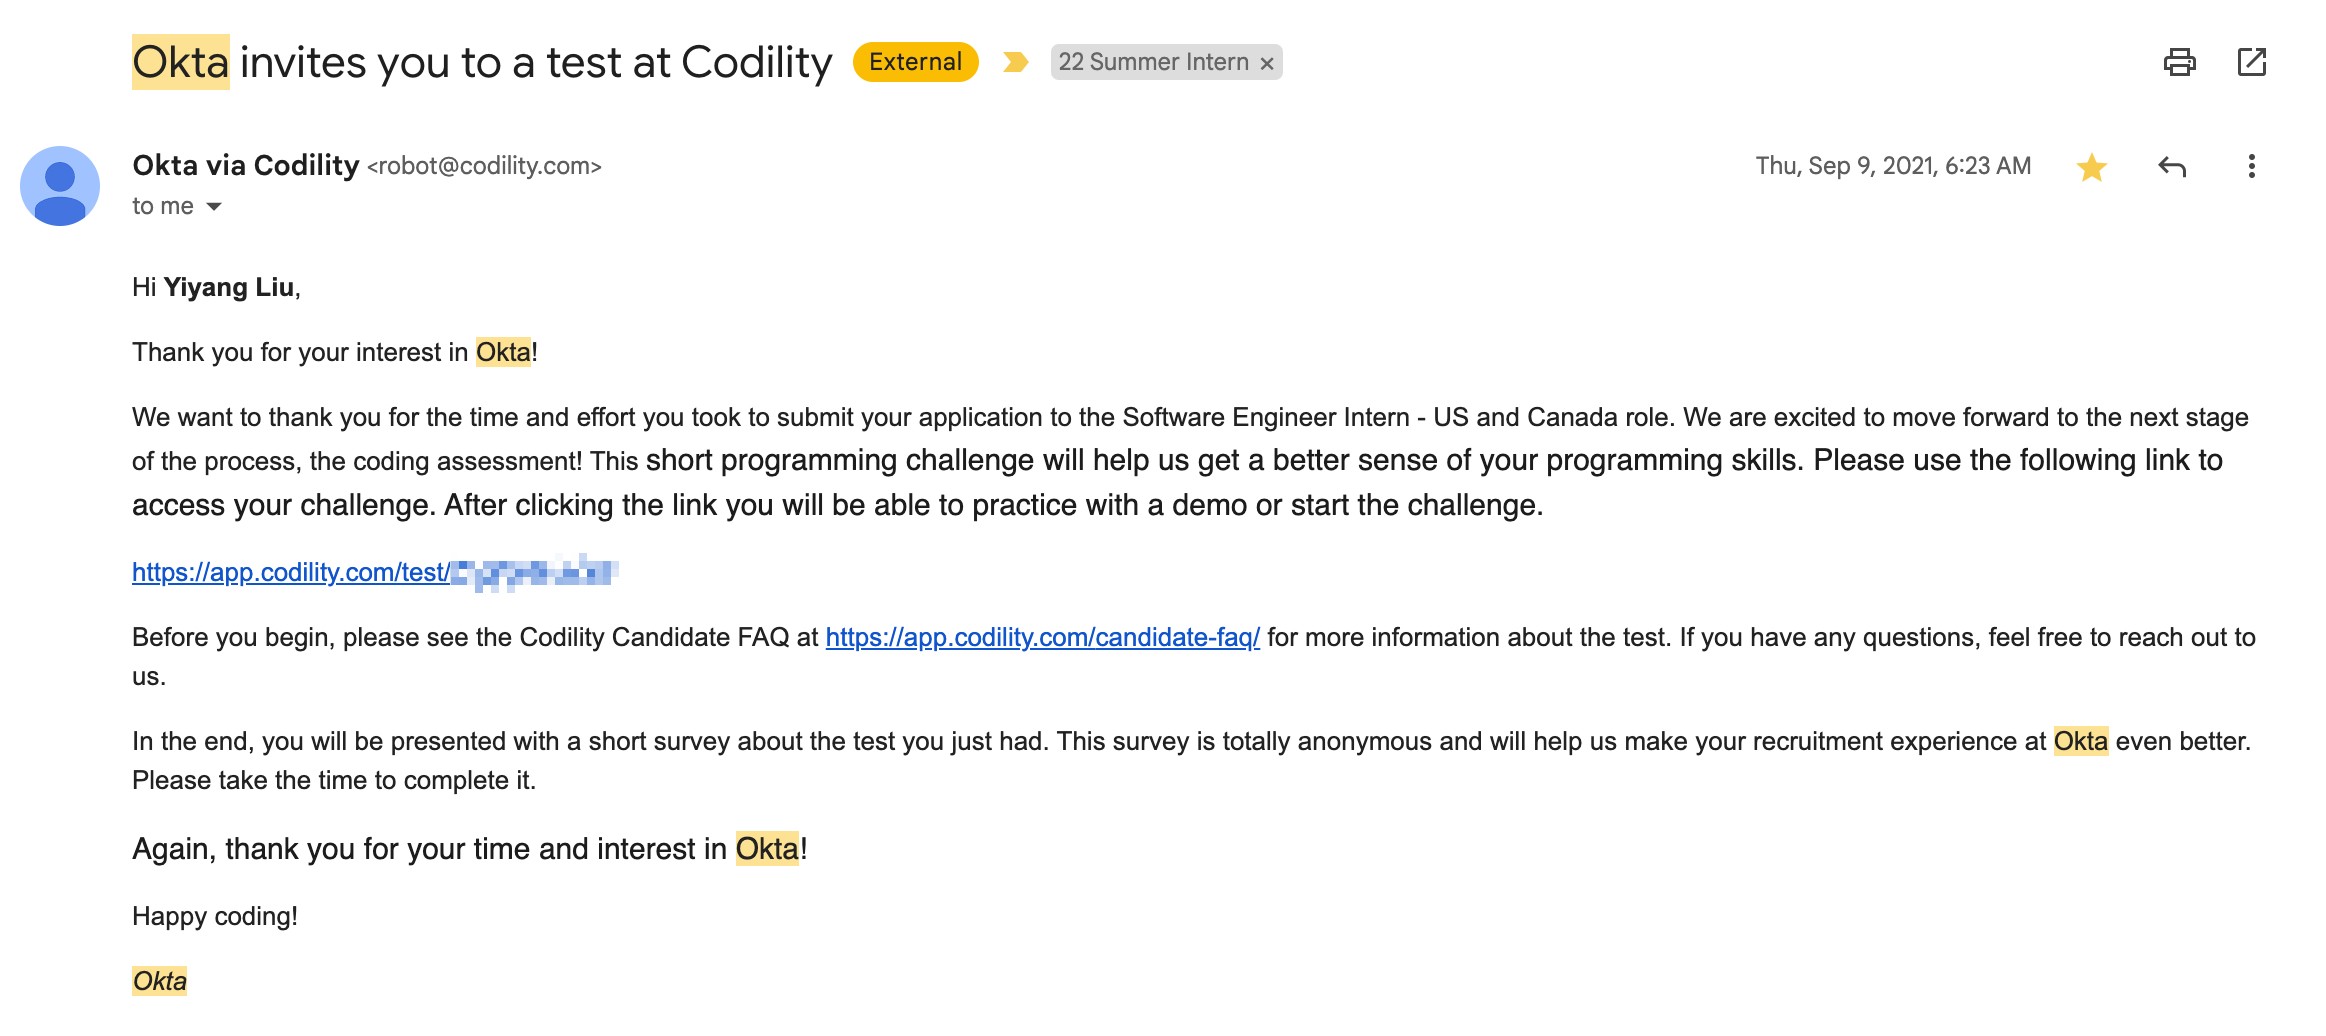 Okta invites you to a test at Codility External 22 Summer Intern ×
Okta via Codility <robot@codility.com> Thu, Sep 9, 2021, 6:23 AM
to me
Hi Yiyang Liu,
Thank you for your interest in Okta!
We want to thank you for the time and effort you took to submit your application to the Software Engineer Intern - US and Canada role. We are excited to move forward to the next stage
of the process, the coding assessment! This short programming challenge will help us get a better sense of your programming skills. Please use the following link to
access your challenge. After clicking the link you will be able to practice with a demo or start the challenge.
https://app.codility.com/test/
Before you begin, please see the Codility Candidate FAQ at https://app.codility.com/candidate-faq/ for more information about the test. If you have any questions, feel free to reach out to
us.
In the end, you will be presented with a short survey about the test you just had. This survey is totally anonymous and will help us make your recruitment experience at Okta even better.
Please take the time to complete it.
Again, thank you for your time and interest in Okta!
Happy coding!
Okta